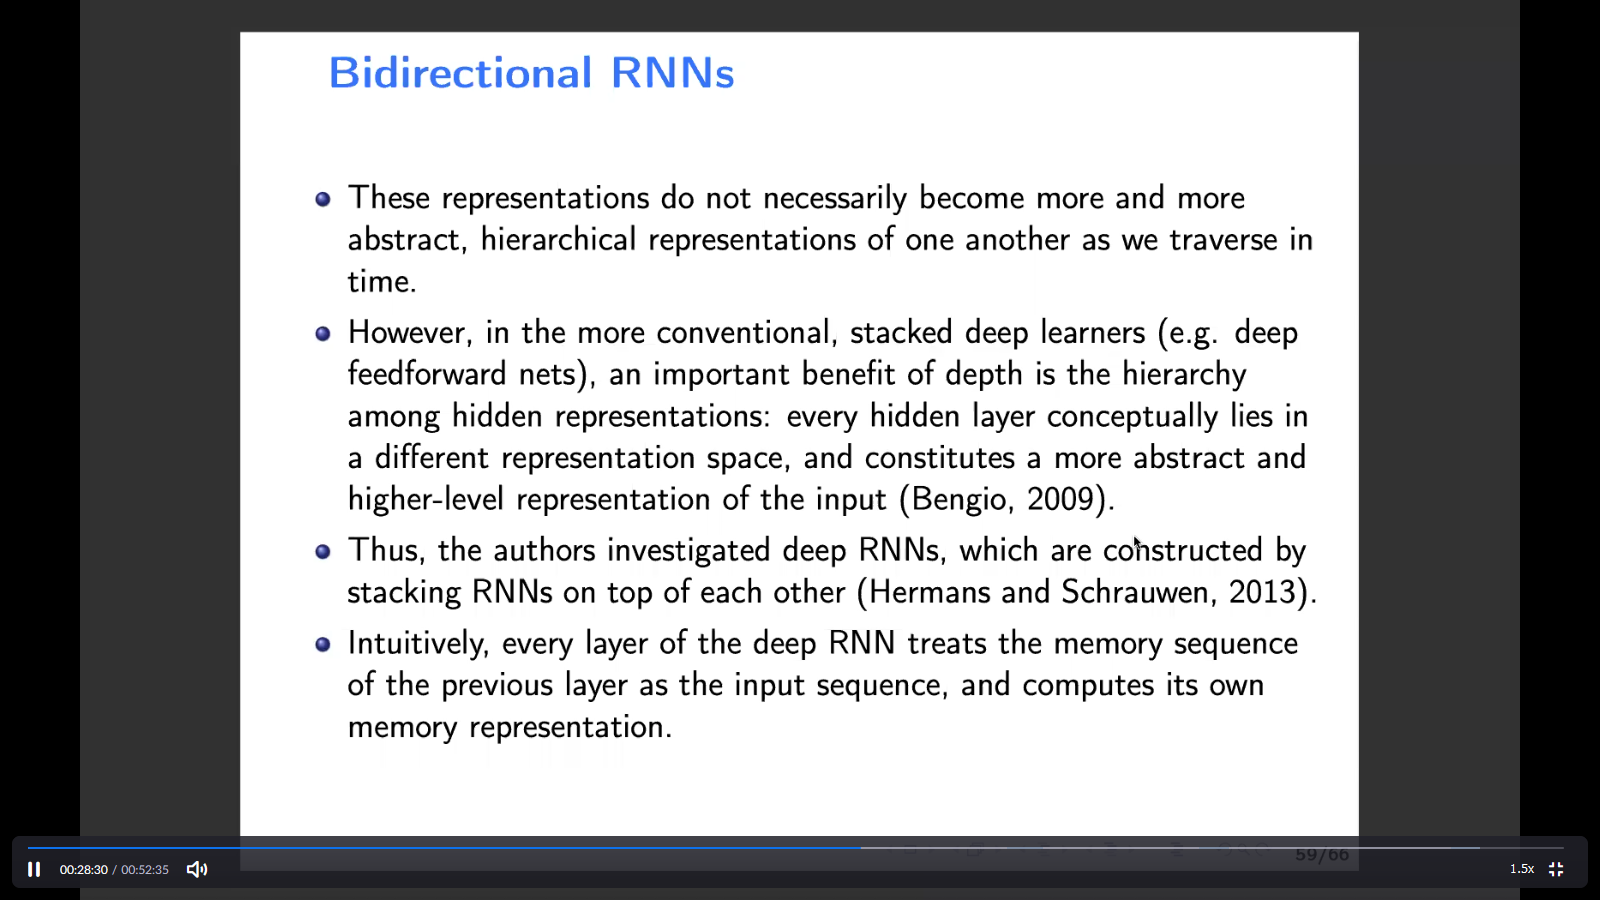 Bidirectional RNNs
These representations do not necessarily become more and more
abstract, hierarchical representations of one another as we traverse in
time.
However, in the more conventional, stacked deep learners (e.g. deep
feedforward nets), an important benefit of depth is the hierarchy
among hidden representations: every hidden layer conceptually lies in
a different representation space, and constitutes a more abstract and
higher-level representation of the input (Bengio, 2009).
Thus, the authors investigated deep RNNs, which are constructed by
stacking RNNs on top of each other (Hermans and Schrauwen, 2013).
Intuitively, every layer of the deep RNN treats the memory sequence
of the previous layer as the input sequence, and computes its own
memory representation.
59/66
00:28:30 / 00:52:35
1.5x